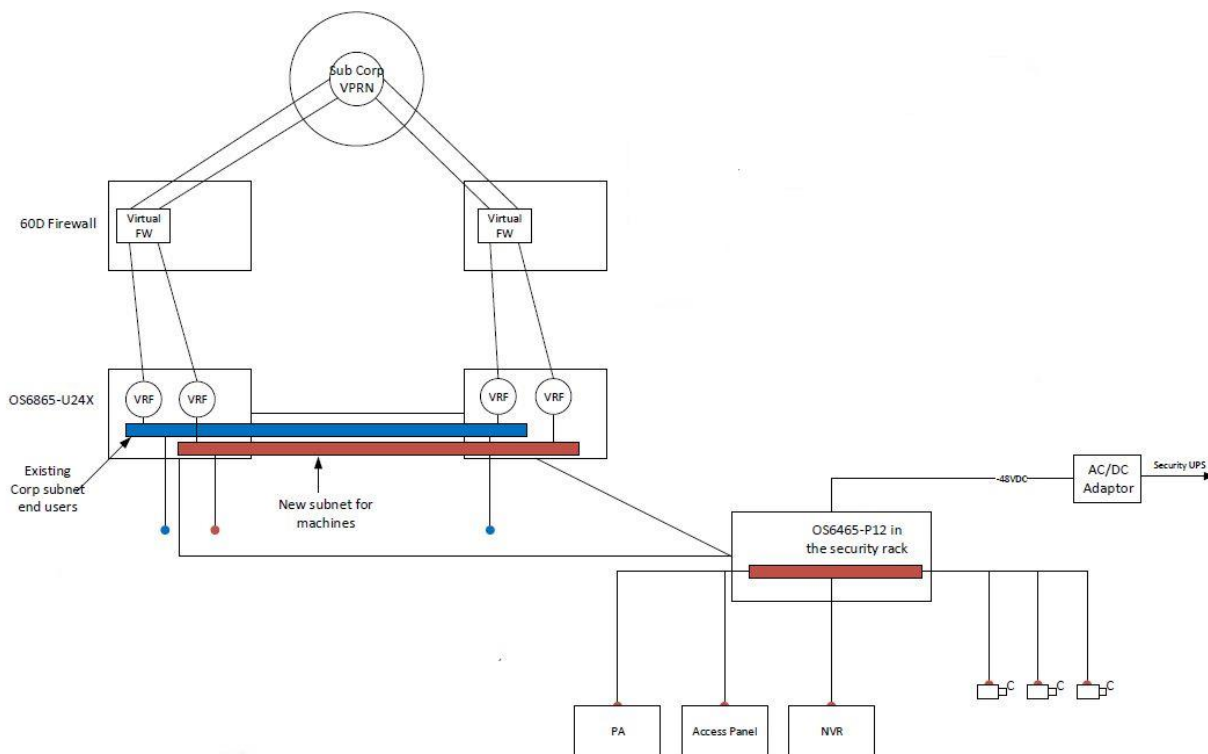 Sub Corp
VPRN
60D Firewall
Virtual
FW
Virtual
FW
OS6865-U24X
VRF
VRF
VRF
VRF
Existing
Corp subnet
end users
New subnet for
machines
-48VDC
AC/DC
Adaptor
Security UPS
OS6465-P12 in
the security rack
C
C
C
PA
Access Panel
NVR